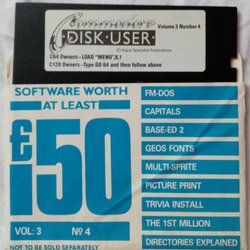 Commodore
DISK·USER
Volume 3 Number 4
© Argus Specialist Publications.
C64 Owners—LOAD "MENU",8,1
C128 Owners—Type GO 64 and then follow above
SOFTWARE WORTH
AT LEAST
£50
VOL: 3 Nº 4
NOT TO BE SOLD SEPARATELY
FM-DOS
CAPITALS
BASE-ED 2
GEOS FONTS
MULTI-SPRITE
PICTURE PRINT
TRIVIA INSTALL
THE 1ST MILLION
DIRECTORIES EXPLAINED